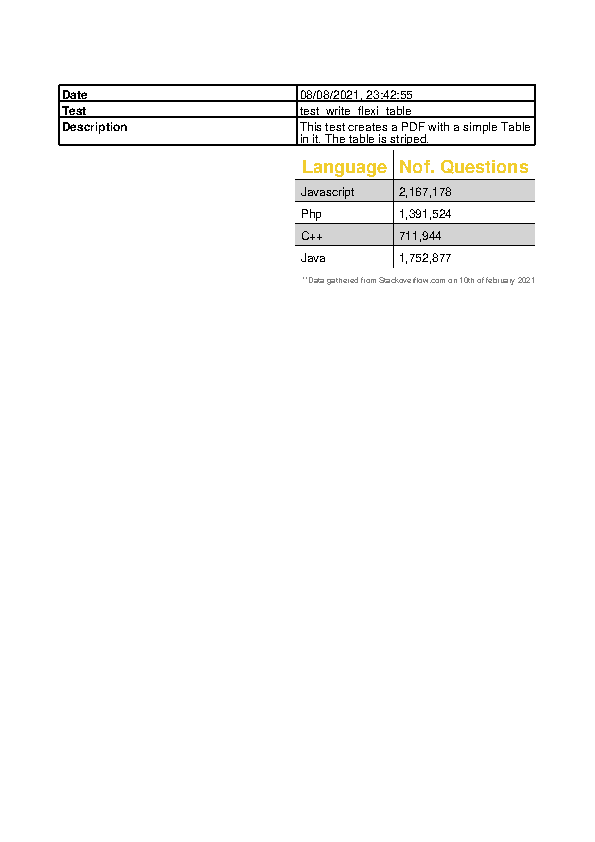 Date 08/08/2021, 23:42:55
Test test_write_flexi_table
Description This test creates a PDF with a simple Table
in it. The table is striped.
Language Nof. Questions
Javascript 2,167,178
Php 1,391,524
C++ 711,944
Java 1,752,877
**Data gathered from Stackoverflow.com on 10th of february 2021